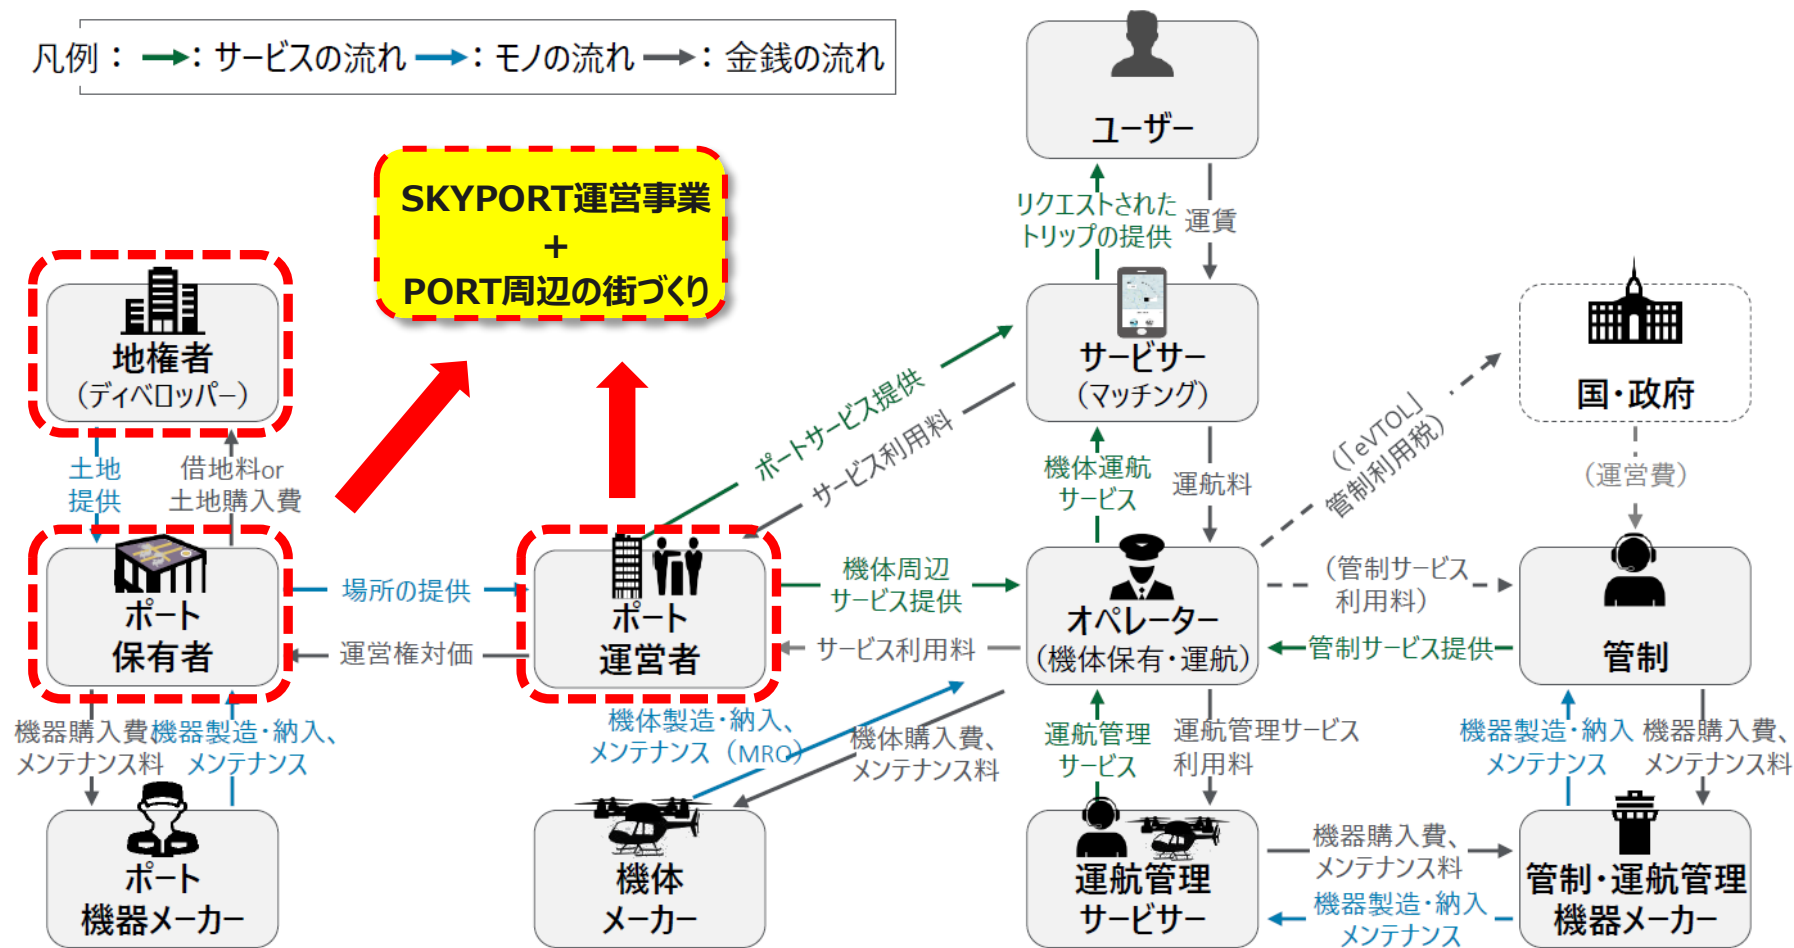 凡例：　：サービスの流れ　：モノの流れ　：金銭の流れ
ユーザー
SKYPORT運営事業
+
PORT周辺の街づくり
リクエストされた
トリップの提供
運賃
地権者
（ディベロッパー）
サービサー
（マッチング）
国・政府
土地
提供
借地料or
土地購入費
ポートサービス提供
サービス利用料
機体運航
サービス
運航料
（「eVTOL」
管制利用税）
（運営費）
ポート
保有者
場所の提供
運営権対価
ポート
運営者
機体周辺
サービス提供
サービス利用料
オペレーター
（機体保有・運航）
（管制サービス
利用料）
管制サービス提供
管制
機器購入費、
メンテナンス料
機器製造・納入、
メンテナンス
機体製造・納入、
メンテナンス（MRO）
機体購入費、
メンテナンス料
運航管理
サービス
運航管理サービス
利用料
機器製造・納入
メンテナンス
機器購入費、
メンテナンス料
ポート
機器メーカー
機体
メーカー
運航管理
サービサー
機器購入費、
メンテナンス料
機器製造・納入
メンテナンス
管制・運航管理
機器メーカー